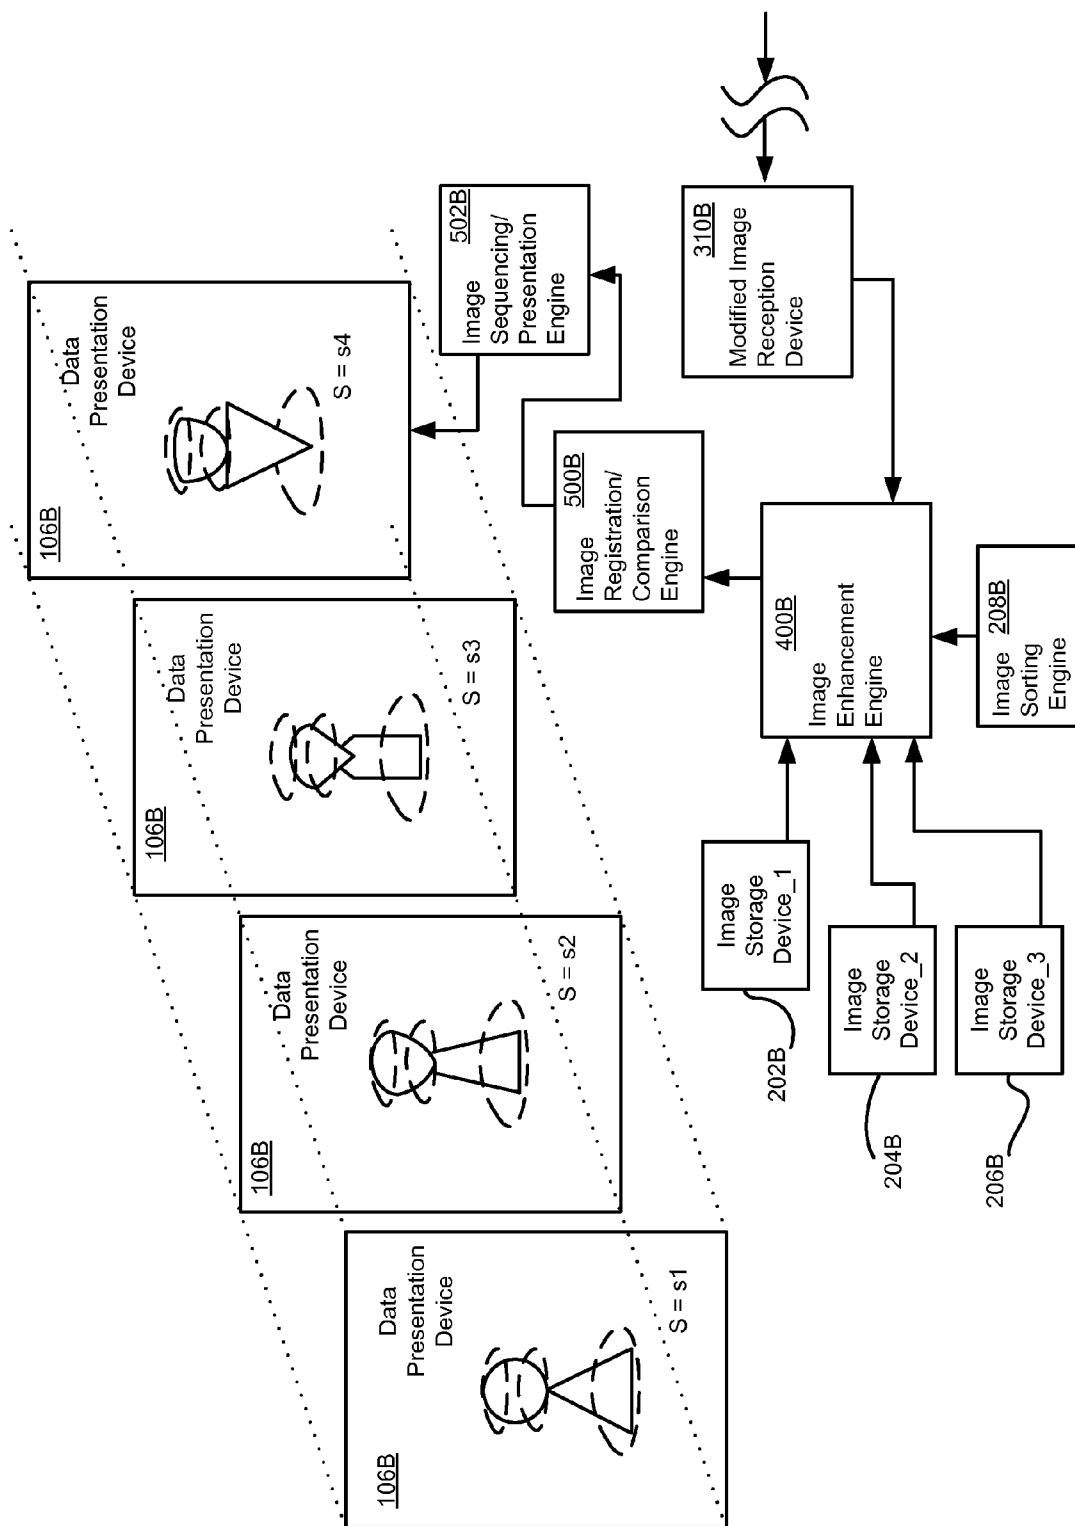 106B
Data
Presentation
Device
S = s1
106B
Data
Presentation
Device
S = s2
106B
Data
Presentation
Device
S = s3
106B
Data
Presentation
Device
S = s4
502B
Image
Sequencing/
Presentation
Engine
500B
Image
Registration/
Comparison
Engine
310B
Modified Image
Reception
Device
400B
Image
Enhancement
Engine
208B
Image
Sorting
Engine
Image
Storage
Device_1
202B
Image
Storage
Device_2
204B
Image
Storage
Device_3
206B